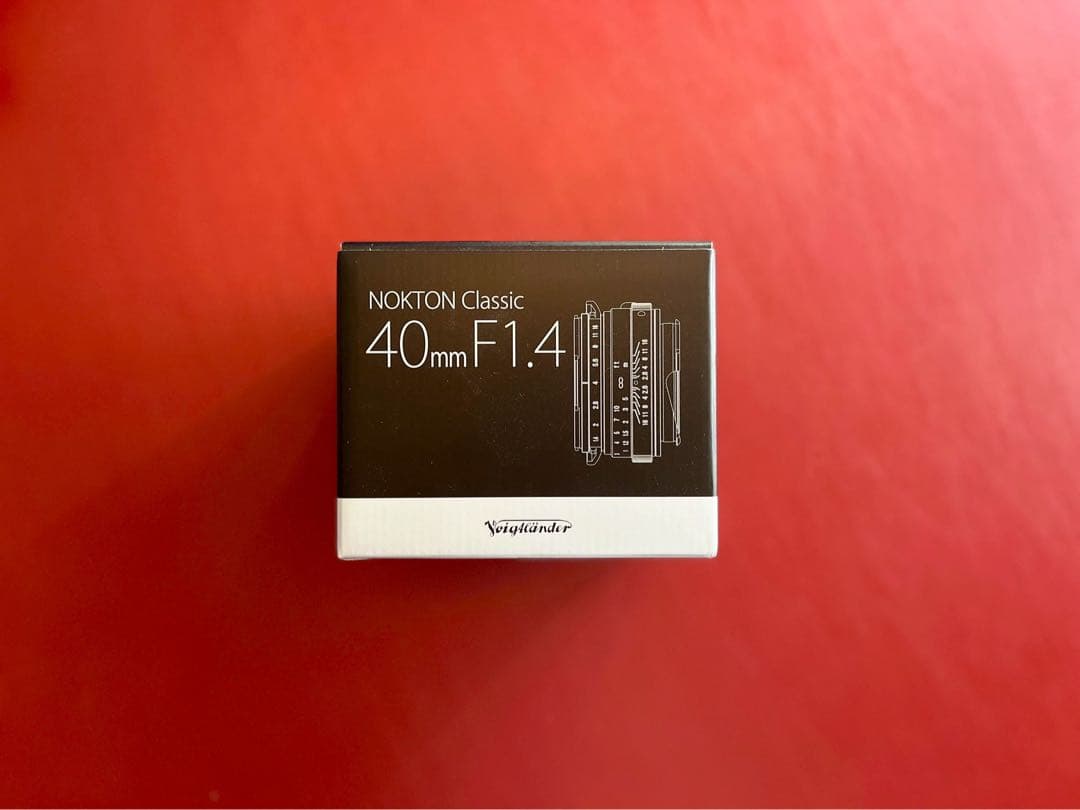 NOKTON Classic
40mm F1.4
Voigtländer